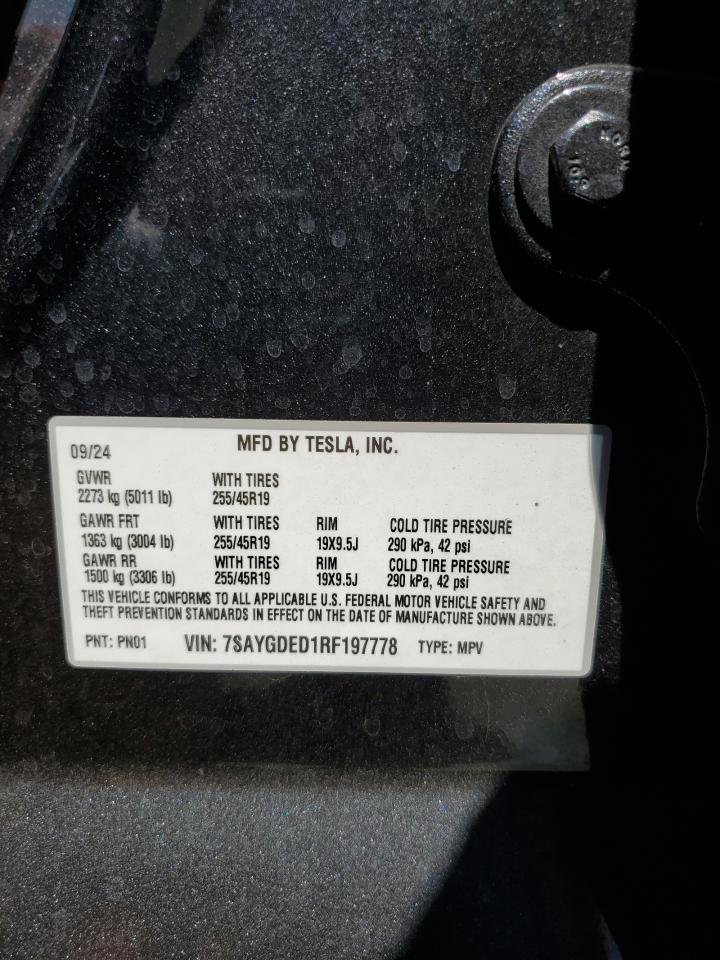 109 KORN
09/24 MFD BY TESLA, INC.
GVWR WITH TIRES
2273 kg (5011 lb) 255/45R19
GAWR FRT WITH TIRES RIM COLD TIRE PRESSURE
1363 kg (3004 lb) 255/45R19 19X9.5J 290 kPa, 42 psi
GAWR RR WITH TIRES RIM COLD TIRE PRESSURE
1500 kg (3306 lb) 255/45R19 19X9.5J 290 kPa, 42 psi
THIS VEHICLE CONFORMS TO ALL APPLICABLE U.S. FEDERAL MOTOR VEHICLE SAFETY AND
THEFT PREVENTION STANDARDS IN EFFECT ON THE DATE OF MANUFACTURE SHOWN ABOVE.
PNT: PN01 VIN: 7SAYGDED1RF197778 TYPE: MPV